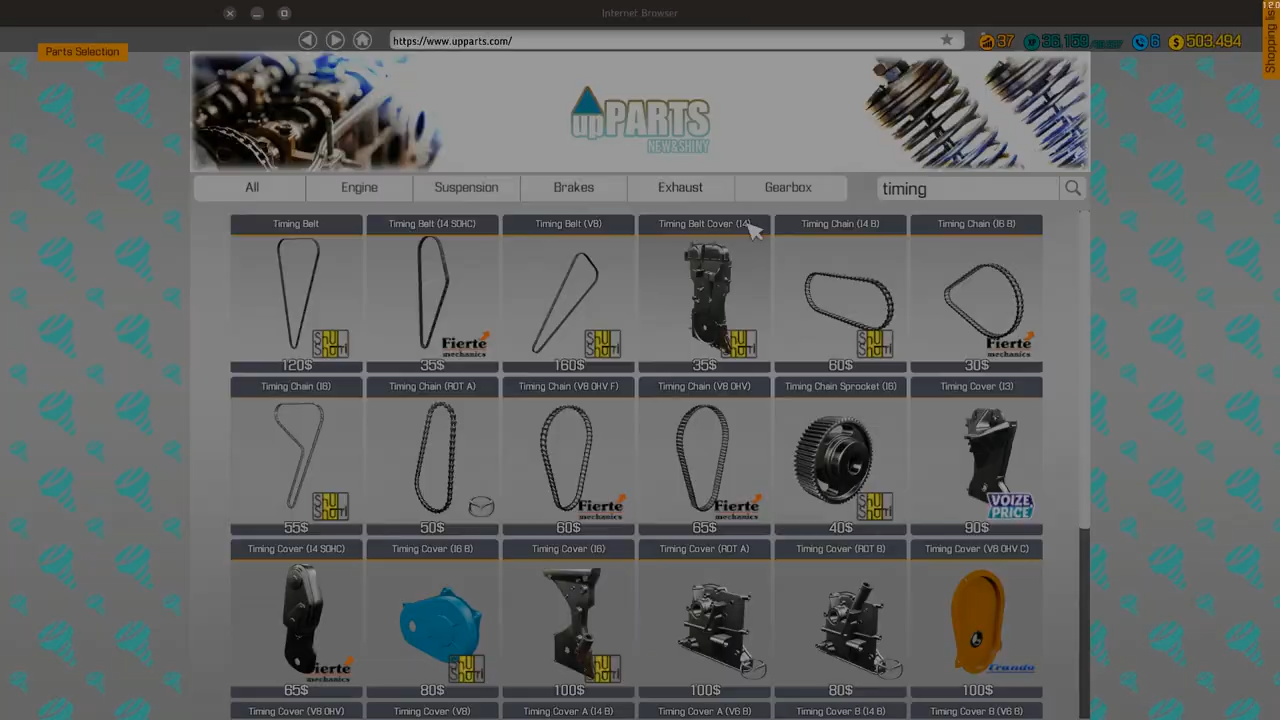 Internet Browser
120
Parts Selection
https://www.upparts.com/
37
6
503,494
Shopping lis
upPARTS
NEW&SHINY
All
Engine
Suspension
Brakes
Exhaust
Gearbox
timing
Timing Belt
Timing Belt (I4 SOHC)
Timing Belt (V8)
Timing Belt Cover (I4)
Timing Chain (I4 B)
Timing Chain (I6 B)
Fierte mechanics
Fierte mechanics
120$
35$
160$
35$
60$
30$
Timing Chain (I6)
Timing Chain (ROT A)
Timing Chain (V8 OHV F)
Timing Chain (V8 OHV)
Timing Chain Sprocket (I6)
Timing Cover (I3)
Fierte mechanics
Fierte mechanics
VOIZE PRICE
55$
50$
60$
65$
40$
90$
Timing Cover (I4 SOHC)
Timing Cover (I6 B)
Timing Cover (I6)
Timing Cover (ROT A)
Timing Cover (ROT B)
Timing Cover (V8 OHV C)
Fierte mechanics
Crando
65$
80$
100$
100$
80$
100$
Timing Cover (V8 OHV)
Timing Cover (V8)
Timing Cover A (I4 B)
Timing Cover A (V6 B)
Timing Cover B (I4 B)
Timing Cover B (V6 B)